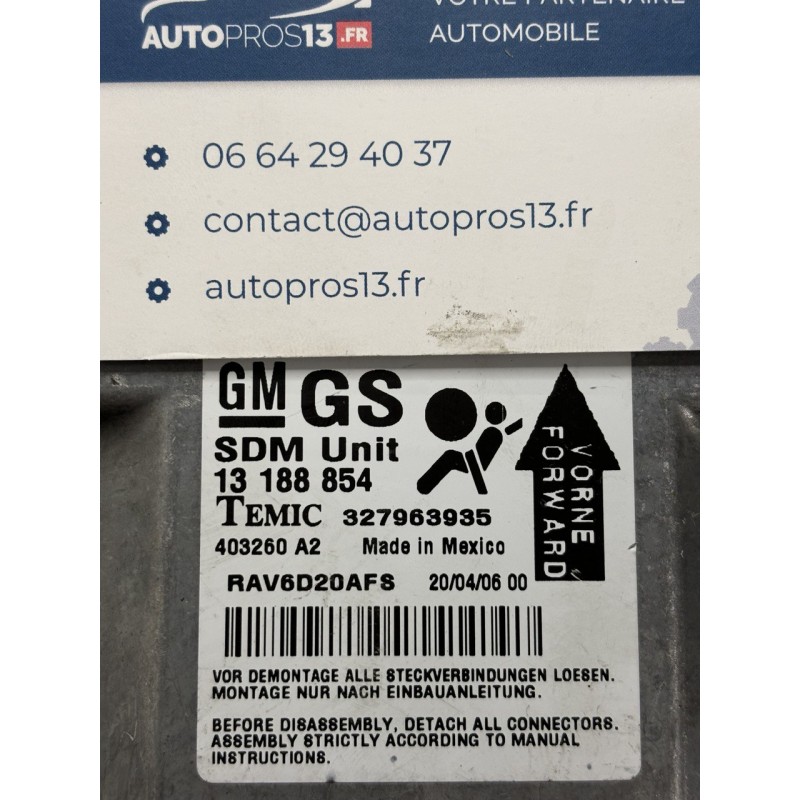 VOTRE PARTENAIRE
AUTOPROS13.FR AUTOMOBILE
06 64 29 40 37
contact@autopros13.fr
autopros13.fr
GM GS
SDM Unit
13 188 854
TEMIC 327963935
403260 A2 Made in Mexico
RAV6D20AFS 20/04/06 00
VORNE
FORWARD
VOR DEMONTAGE ALLE STECKVERBINDUNGEN LOESEN.
MONTAGE NUR NACH EINBAUANLEITUNG.
BEFORE DISASSEMBLY, DETACH ALL CONNECTORS.
ASSEMBLY STRICTLY ACCORDING TO MANUAL
INSTRUCTIONS.